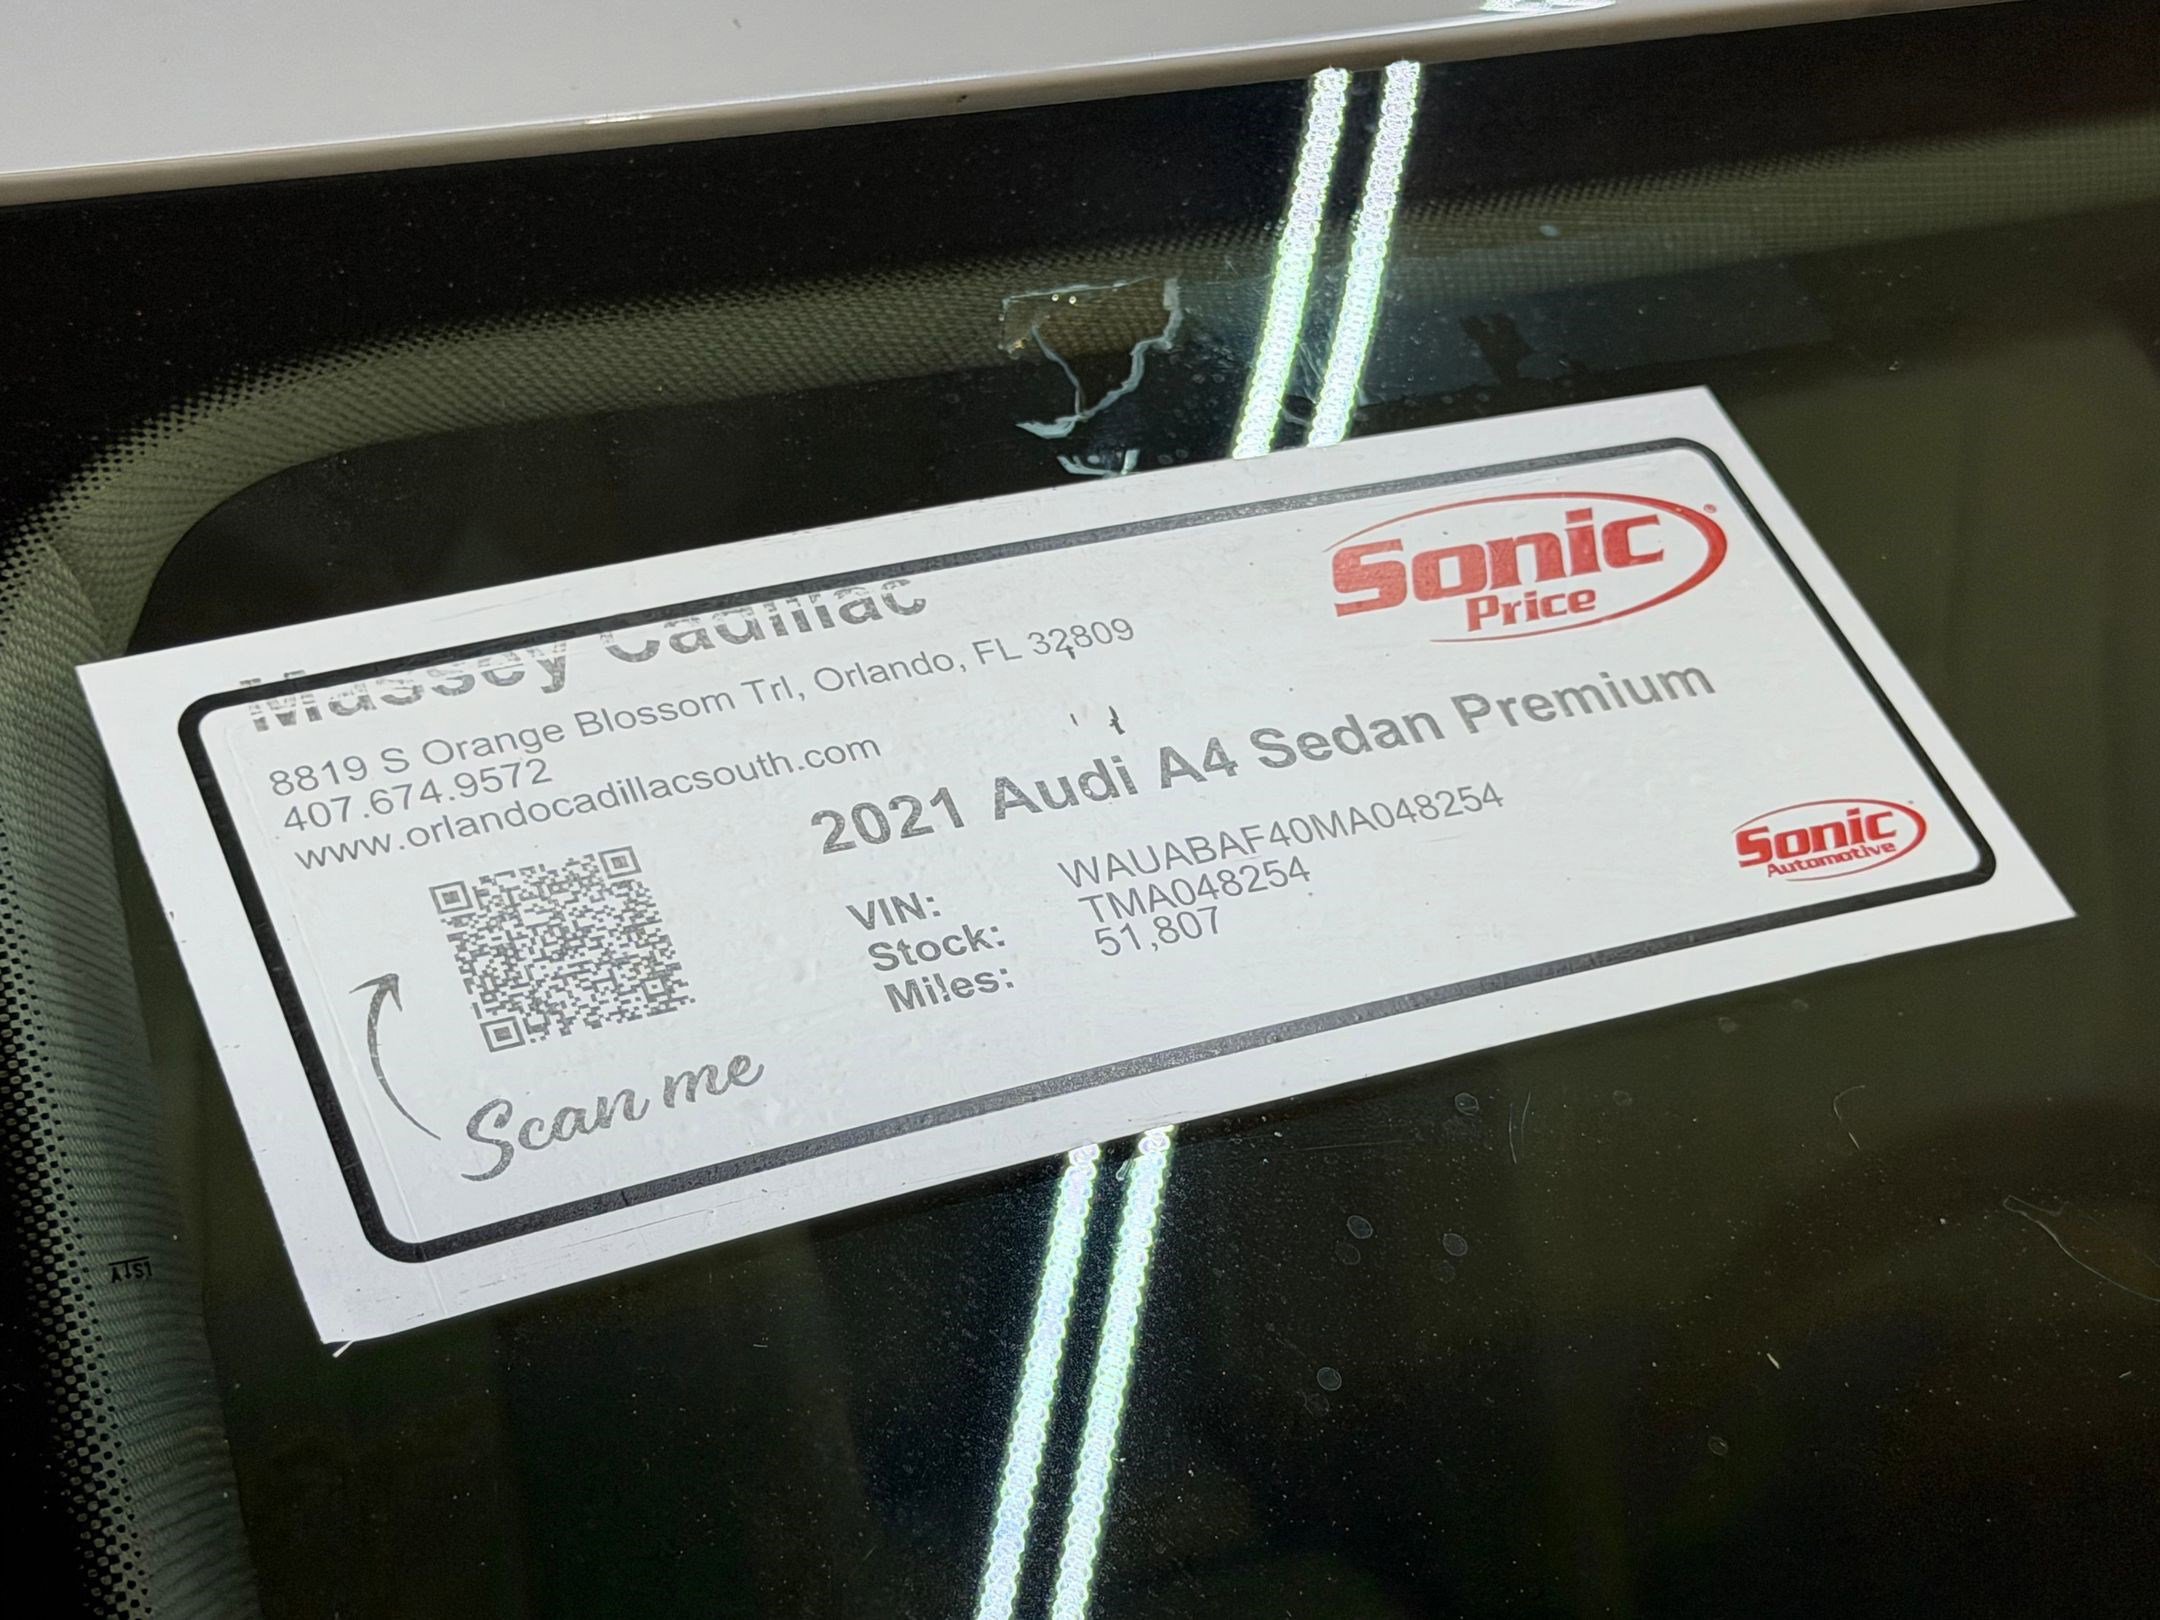 Massey Cadillac
8819 S Orange Blossom Trl, Orlando, FL 32809
407.674.9572
www.orlandocadillacsouth.com
Sonic®
Price
2021 Audi A4 Sedan Premium
VIN: WAUABAF40MA048254
Stock: TMA048254
Miles: 51,807
Scan me
Sonic
Automotive